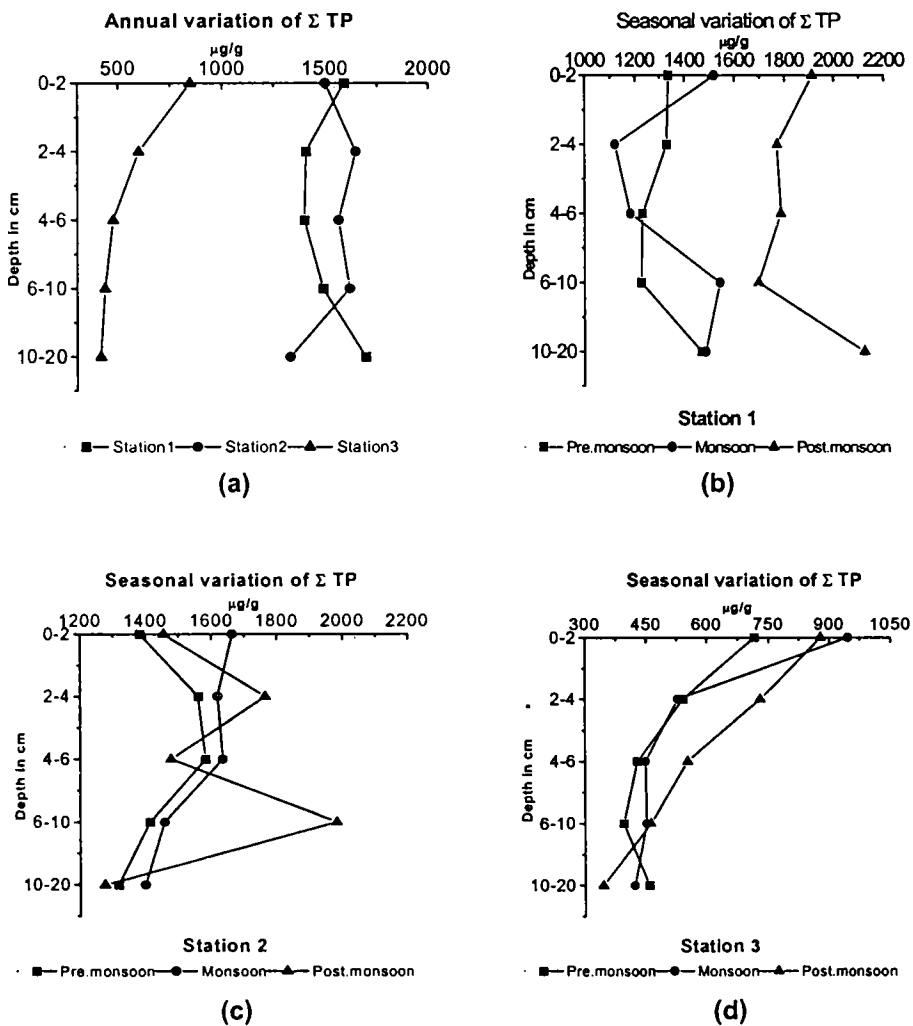 Annual variation of Σ TP
µg/g
500 1000 1500 2000
Depth in cm
0-2
2-4
4-6
6-10
10-20
Station1 Station2 Station3
(a)
Seasonal variation of Σ TP
µg/g
1000 1200 1400 1600 1800 2000 2200
Depth in cm
0-2
2-4
4-6
6-10
10-20
Station 1
Pre.monsoon Monsoon Post.monsoon
(b)
Seasonal variation of Σ TP
µg/g
1200 1400 1600 1800 2000 2200
Depth in cm
0-2
2-4
4-6
6-10
10-20
Station 2
Pre.monsoon Monsoon Post.monsoon
(c)
Seasonal variation of Σ TP
µg/g
300 450 600 750 900 1050
Depth in cm
0-2
2-4
4-6
6-10
10-20
Station 3
Pre.monsoon Monsoon Post.monsoon
(d)